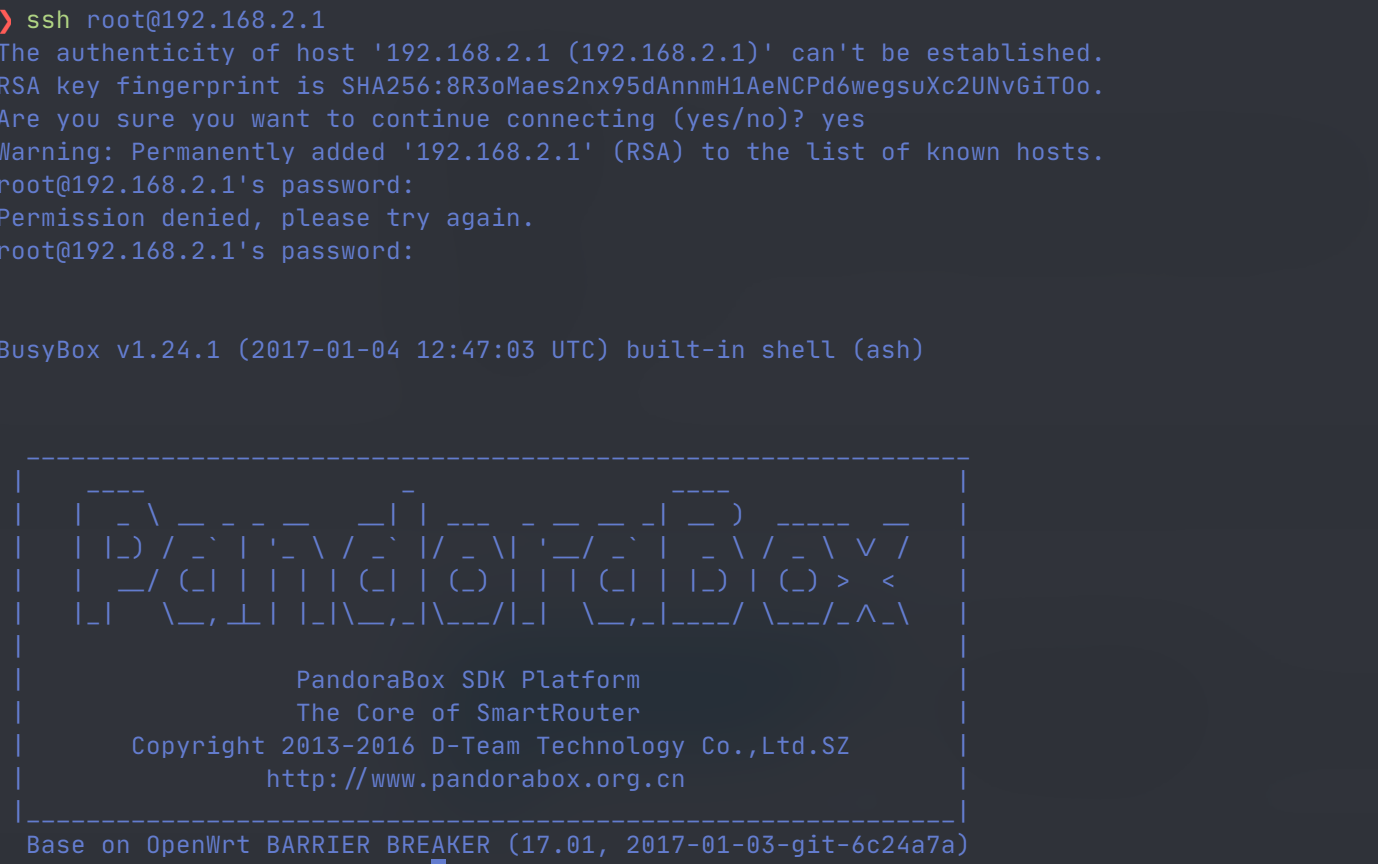 ❯ ssh root@192.168.2.1
The authenticity of host '192.168.2.1 (192.168.2.1)' can't be established.
RSA key fingerprint is SHA256:8R3oMaes2nx95dAnnmH1AeNCPd6wegsuXc2UNvGiTOo.
Are you sure you want to continue connecting (yes/no)? yes
Warning: Permanently added '192.168.2.1' (RSA) to the list of known hosts.
root@192.168.2.1's password:
Permission denied, please try again.
root@192.168.2.1's password:
BusyBox v1.24.1 (2017-01-04 12:47:03 UTC) built-in shell (ash)
PandoraBox
PandoraBox SDK Platform
The Core of SmartRouter
Copyright 2013-2016 D-Team Technology Co.,Ltd.SZ
http://www.pandorabox.org.cn
Base on OpenWrt BARRIER BREAKER (17.01, 2017-01-03-git-6c24a7a)